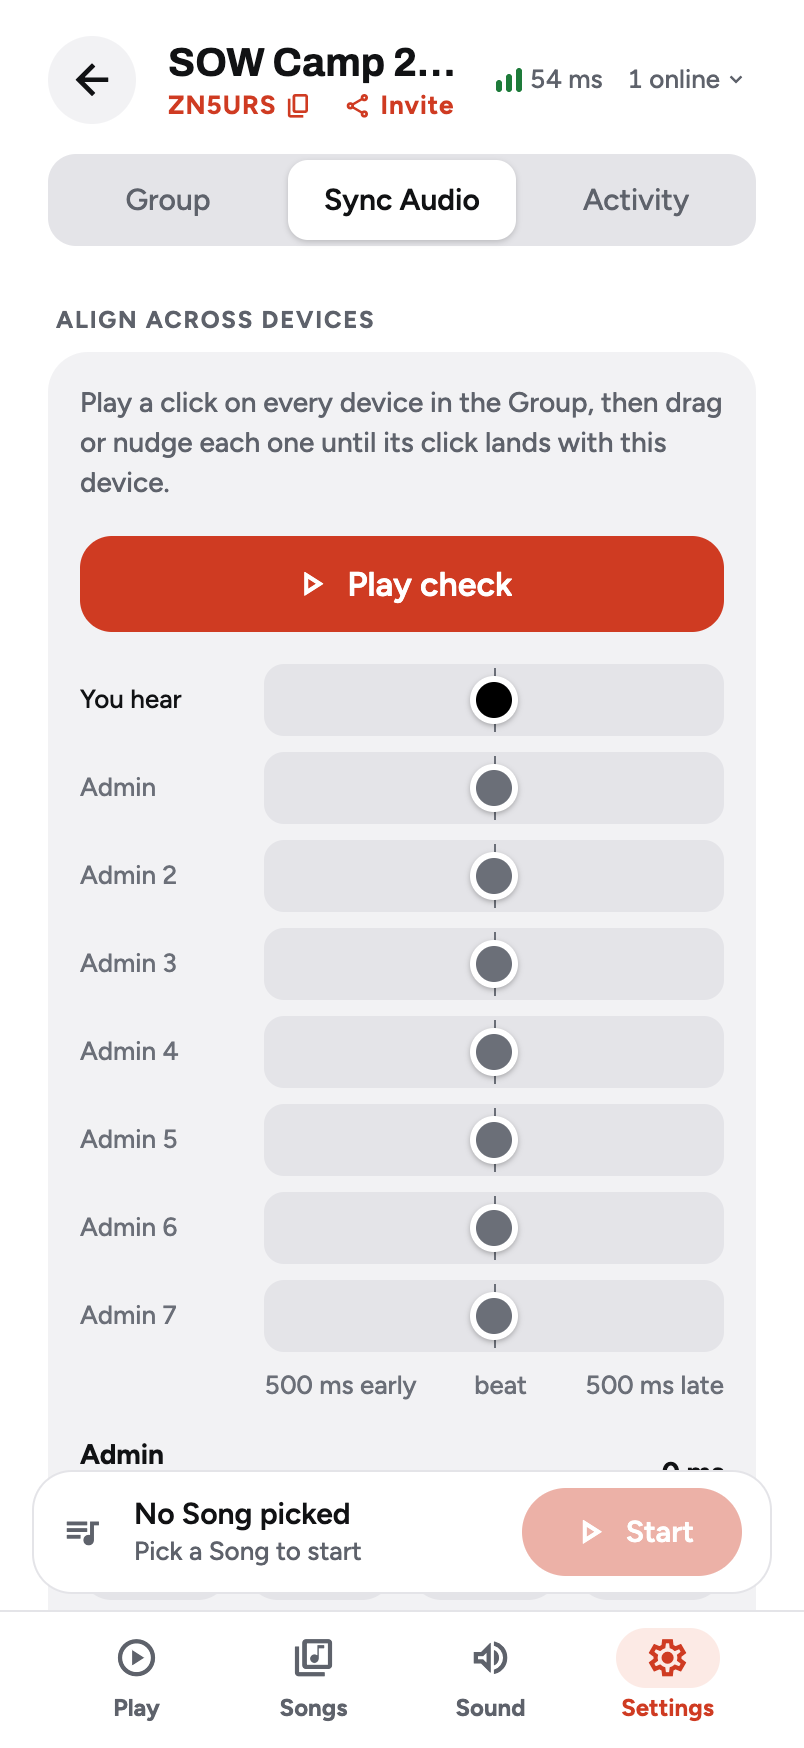 SOW Camp 2...
54 ms
1 online
ZN5URS
Invite
Group
Sync Audio
Activity
ALIGN ACROSS DEVICES
Play a click on every device in the Group, then drag
or nudge each one until its click lands with this
device.
Play check
You hear
Admin
Admin 2
Admin 3
Admin 4
Admin 5
Admin 6
Admin 7
500 ms early
beat
500 ms late
Admin
No Song picked
Pick a Song to start
Start
Play
Songs
Sound
Settings